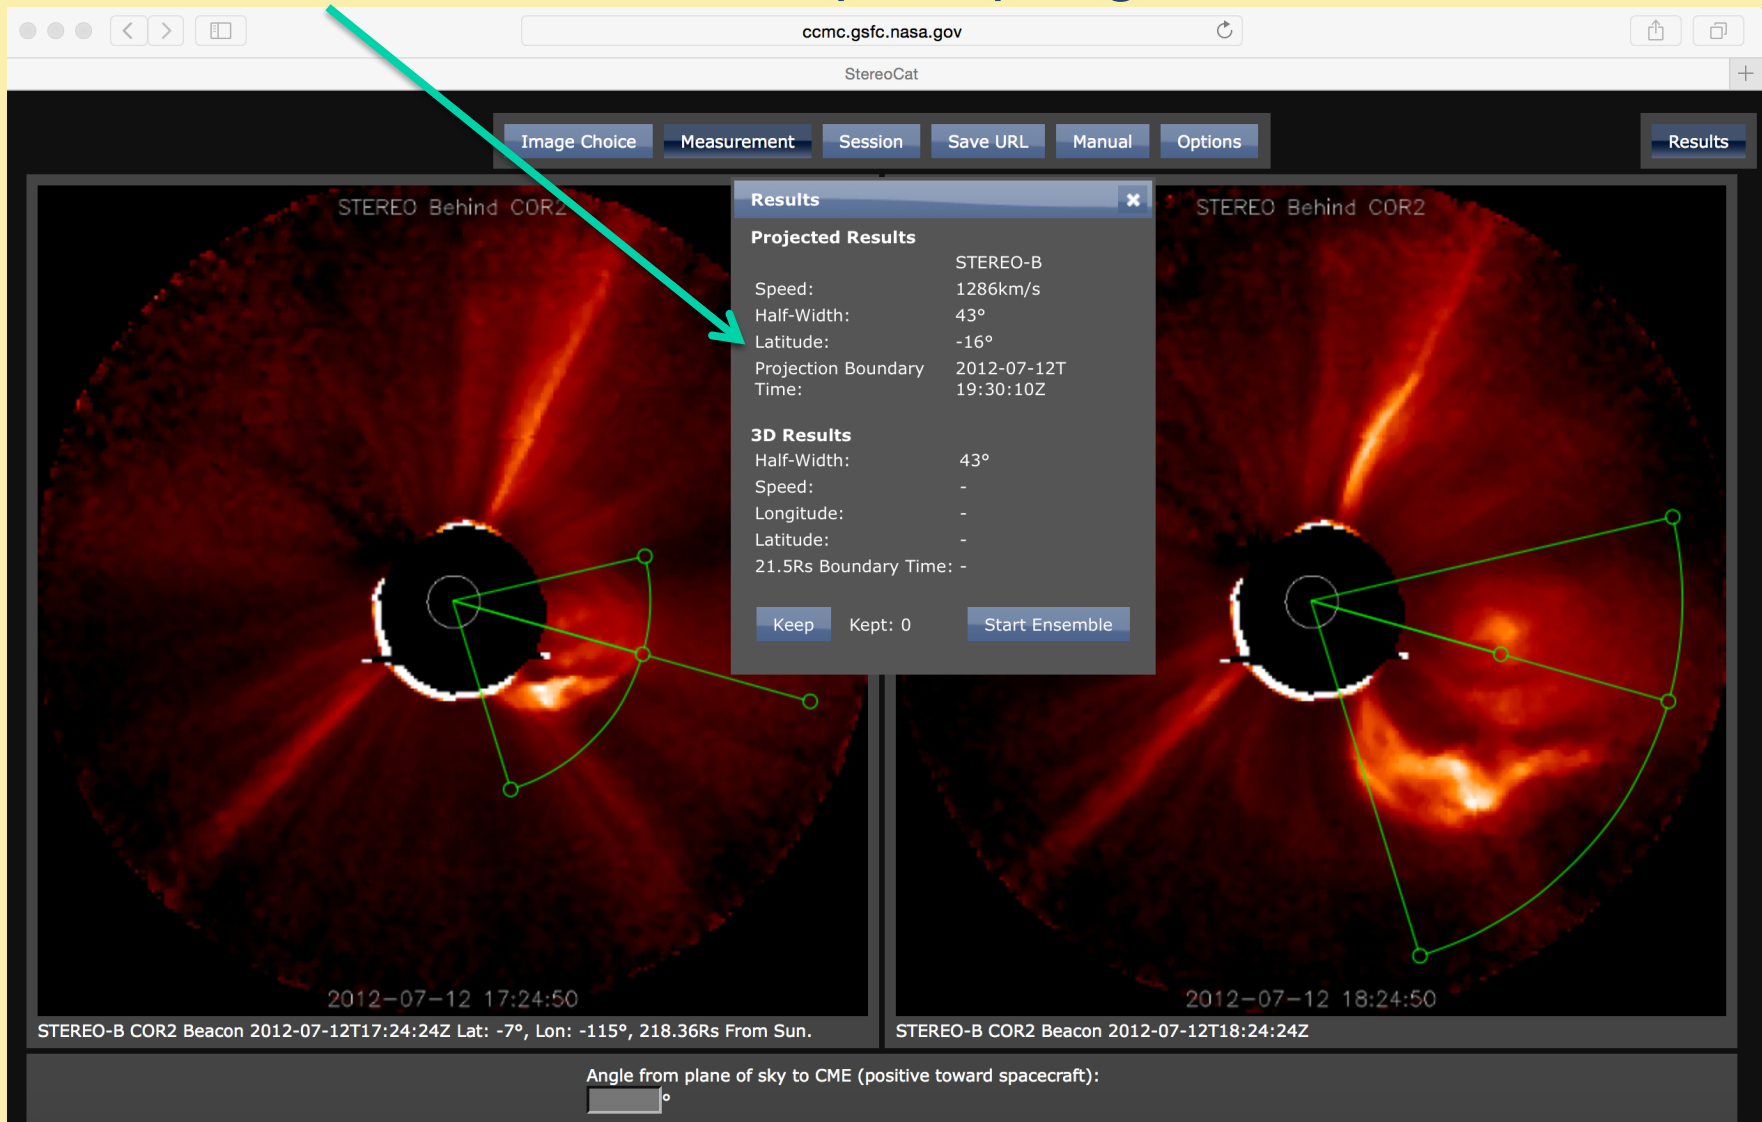 ccmc.gsfc.nasa.gov
StereoCat
Image Choice Measurement Session Save URL Manual Options Results
STEREO Behind COR2
STEREO Behind COR2
Results
Projected Results
STEREO-B
Speed: 1286km/s
Half-Width: 43°
Latitude: -16°
Projection Boundary 2012-07-12T
Time: 19:30:10Z
3D Results
Half-Width: 43°
Speed: -
Longitude: -
Latitude: -
21.5Rs Boundary Time: -
Keep Kept: 0 Start Ensemble
2012-07-12 17:24:50
2012-07-12 18:24:50
STEREO-B COR2 Beacon 2012-07-12T17:24:24Z Lat: -7°, Lon: -115°, 218.36Rs From Sun.
STEREO-B COR2 Beacon 2012-07-12T18:24:24Z
Angle from plane of sky to CME (positive toward spacecraft):
°